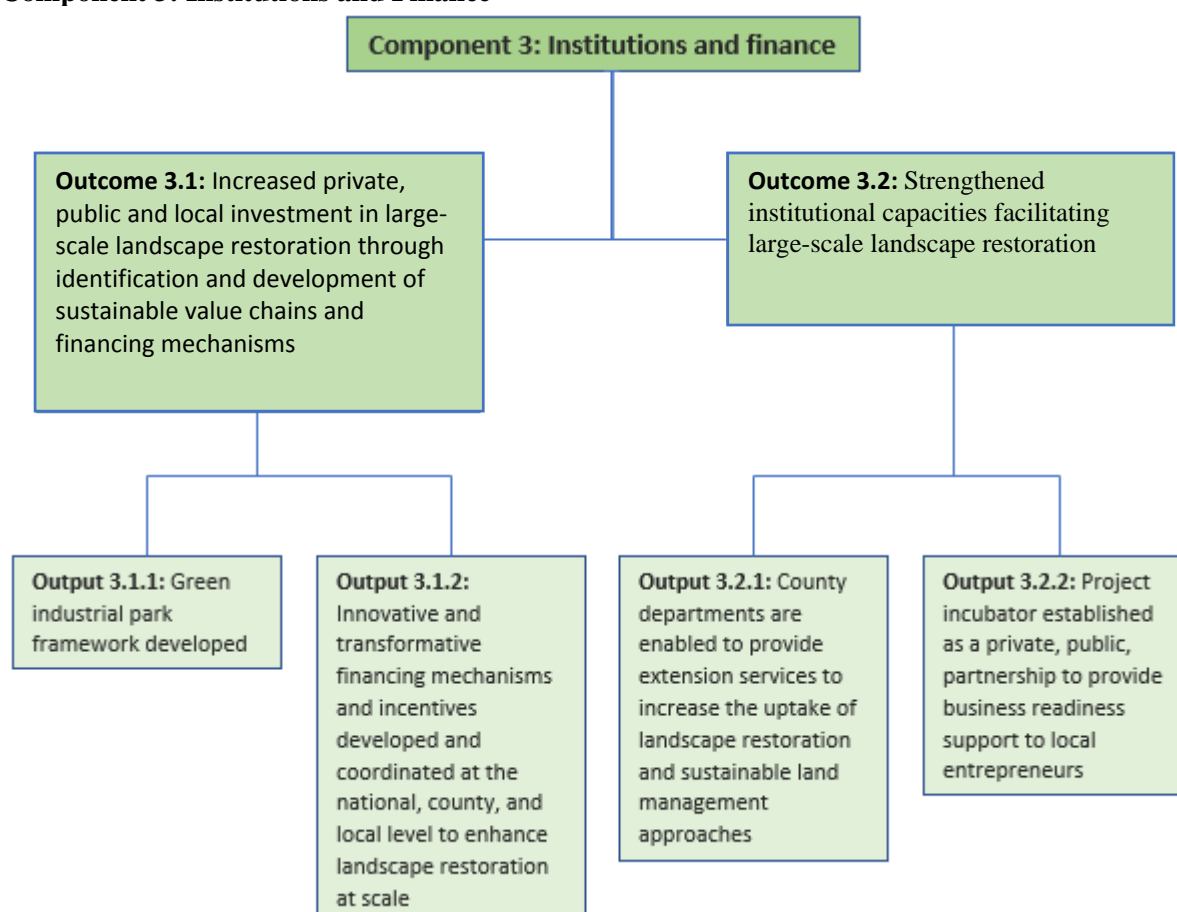 Component 3: Institutions and Finance
Component 3: Institutions and finance
Outcome 3.1: Increased private,
public and local investment in large-
scale landscape restoration through
identification and development of
sustainable value chains and
financing mechanisms
Outcome 3.2: Strengthened
institutional capacities facilitating
large-scale landscape restoration
Output 3.1.1: Green
industrial park
framework developed
Output 3.1.2:
Innovative and
transformative
financing mechanisms
and incentives
developed and
coordinated at the
national, county, and
local level to enhance
landscape restoration
at scale
Output 3.2.1: County
departments are
enabled to provide
extension services to
increase the uptake of
landscape restoration
and sustainable land
management
approaches
Output 3.2.2: Project
incubator established
as a private, public,
partnership to provide
business readiness
support to local
entrepreneurs